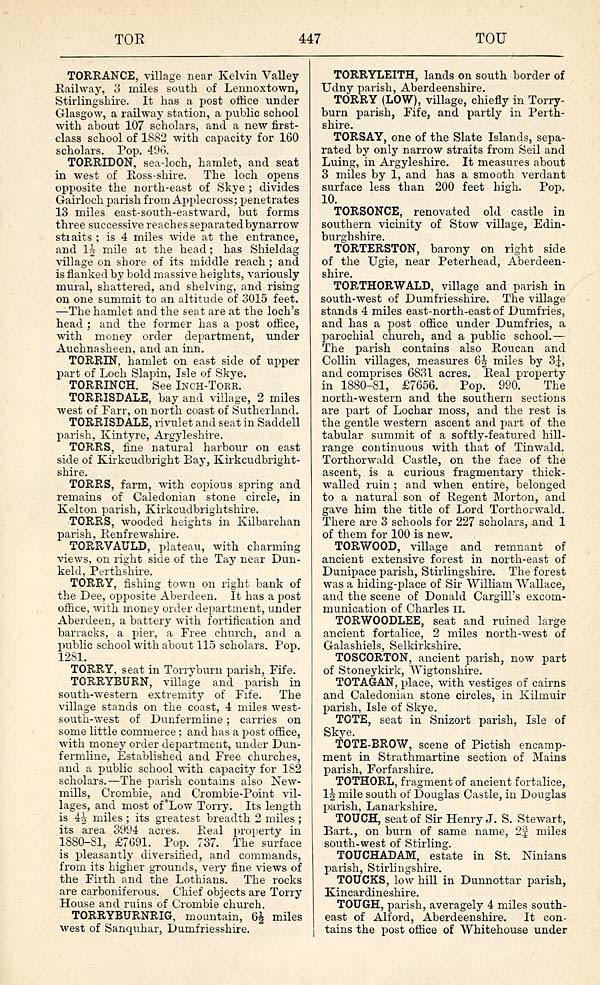 TOR
447
TOU
TORRANCE, village near Kelvin Valley
Railway, 3 miles south of Lennoxtown,
Stirlingshire. It has a post office under
Glasgow, a railway station, a public school
with about 107 scholars, and a new first-
class school of 1882 with capacity for 160
scholars. Pop. 496.
TORRIDON, sea-loch, hamlet, and seat
in west of Ross-shire. The loch opens
opposite the north-east of Skye ; divides
Gairloch parish from Applecross; penetrates
13 miles east-south-eastward, but forms
three successive reaches separated by narrow
straits ; is 4 miles wide at the entrance,
and 1½ mile at the head; has Shieldag
village on shore of its middle reach ; and
is flanked by bold massive heights, variously
mural, shattered, and shelving, and rising
on one summit to an altitude of 3015 feet.
—The hamlet and the seat are at the loch's
head ; and the former has a post office,
with money order department, under
Auchnasheen, and an inn.
TORRIN, hamlet on east side of upper
part of Loch Slapin, Isle of Skye.
TORRINCH. See INCH-TORR.
TORRISDALE, bay and village, 2 miles
west of Farr, on north coast of Sutherland.
TORRISDALE, rivulet and seat in Saddell
parish, Kintyre, Argyleshire.
TORRS, fine natural harbour on east
side of Kirkcudbright Bay, Kirkcudbright-
shire.
TORRS, farm, with copious spring and
remains of Caledonian stone circle, in
Kelton parish, Kirkcudbrightshire.
TORRS, wooded heights in Kilbarchan
parish, Renfrewshire.
TORRVAULD, plateau, with charming
views, on right side of the Tay near Dun-
keld, Perthshire.
TORRY, fishing town on right bank of
the Dee, opposite Aberdeen. It has a post
office, with money order department, under
Aberdeen, a battery with fortification and
barracks, a pier, a Free church, and a
public school with about 115 scholars. Pop.
1281.
TORRY, seat in Torryburn parish, Fife.
TORRYBURN, village and parish in
south-western extremity of Fife. The
village stands on the coast, 4 miles west-
south-west of Dunfermline ; carries on
some little commerce ; and has a post office,
with money order department, under Dun-
fermline, Established and Free churches,
and a public school with capacity for 182
scholars.—The parish contains also New-
mills, Crombie, and Crombie-Point vil-
lages, and most of Low Torry. Its length
is 4½ miles ; its greatest breadth 2 miles ;
its area 3994 acres. Real property in
1880-81, £7691. Pop. 737. The surface
is pleasantly diversified, and commands,
from its higher grounds, very fine views of
the Firth and the Lothians. The rocks
are carboniferous. Chief objects are Torry
House and ruins of Crombie church.
TORRYBURNRIG, mountain, 6½ miles
west of Sanquhar, Dumfriesshire.
TORRYLEITH, lands on south border of
Udny parish, Aberdeenshire.
TORRY (LOW), village, chiefly in Torry-
burn parish, Fife, and partly in Perth-
shire.
TORSAY, one of the Slate Islands, sepa-
rated by only narrow straits from Seil and
Luing, in Argyleshire. It measures about
3 miles by 1, and has a smooth verdant
surface less than 200 feet high. Pop.
10.
TORSONCE, renovated old castle in
southern vicinity of Stow village, Edin-
burghshire.
TORTERSTON, barony on right side
of the Ugie, near Peterhead, Aberdeen-
shire.
TORTHORWALD, village and parish in
south-west of Dumfriesshire. The village
stands 4 miles east-north-east of Dumfries,
and has a post office under Dumfries, a
parochial church, and a public school.—
The parish contains also Roucan and
Collin villages, measures 6½ miles by 3¼,
and comprises 6831 acres. Real property
in 1880-81, £7656. Pop. 990. The
north-western and the southern sections
are part of Lochar moss, and the rest is
the gentle western ascent and part of the
tabular summit of a softly-featured hill-
range continuous with that of Tinwald.
Torthorwald Castle, on the face of the
ascent, is a curious fragmentary thick-
walled ruin ; and when entire, belonged
to a natural son of Regent Morton, and
gave him the title of Lord Torthorwald.
There are 3 schools for 227 scholars, and 1
of them for 100 is new.
TORWOOD, village and remnant of
ancient extensive forest in north-east of
Dunipace parish, Stirlingshire. The forest
was a hiding-place of Sir William Wallace,
and the scene of Donald Cargill's excom-
munication of Charles II.
TORWOODLEE, seat and ruined large
ancient fortalice, 2 miles north-west of
Galashiels, Selkirkshire.
TOSCORTON, ancient parish, now part
of Stoneykirk, Wigtonshire.
TOTAGAN, place, with vestiges of cairns
and Caledonian stone circles, in Kilmuir
parish, Isle of Skye.
TOTE, seat in Snizort parish, Isle of
Skye.
TOTE-BROW, scene of Pictish encamp-
ment in Strathmartine section of Mains
parish, Forfarshire.
TOTHORL, fragment of ancient fortalice,
1½ mile south of Douglas Castle, in Douglas
parish, Lanarkshire.
TOUCH, seat of Sir Henry J. S. Stewart,
Bart., on burn of same name, 2¾ miles
south-west of Stirling.
TOUCHADAM, estate in St. Ninians
parish, Stirlingshire.
TOUCKS, low hill in Dunnottar parish,
Kincardineshire.
TOUGH, parish, averagely 4 miles south-
east of Alford, Aberdeenshire. It con-
tains the post office of Whitehouse under